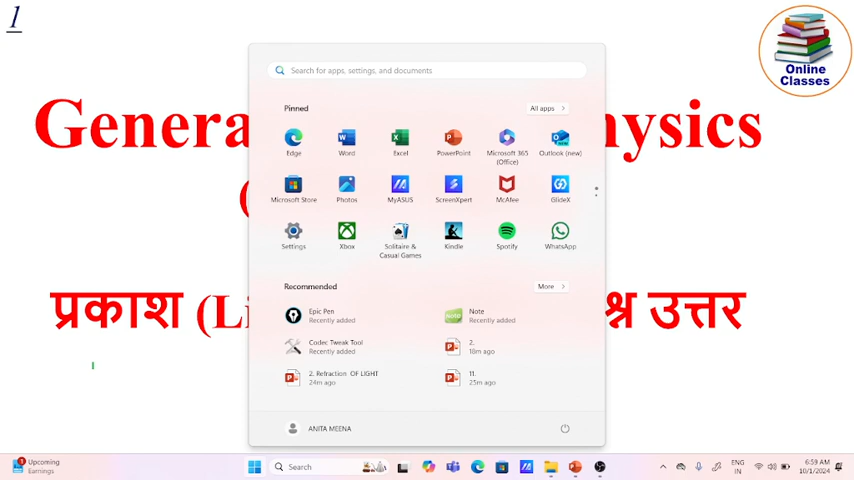 1
Online
Classes
Search for apps, settings, and documents
Pinned
All apps
Edge
Word
Excel
PowerPoint
Microsoft 365
(Office)
Outlook (new)
Microsoft Store
Photos
MyASUS
ScreenXpert
McAfee
GlideX
Settings
Xbox
Solitaire &
Casual Games
Kindle
Spotify
WhatsApp
Recommended
More
Epic Pen
Recently added
Note
Recently added
Codec Tweak Tool
Recently added
2.
18m ago
2. Refraction OF LIGHT
24m ago
11.
25m ago
ANITA MEENA
प्रकाश
उत्तर
Upcoming
Earnings
Search
ENG
IN
6:59 AM
10/1/2024